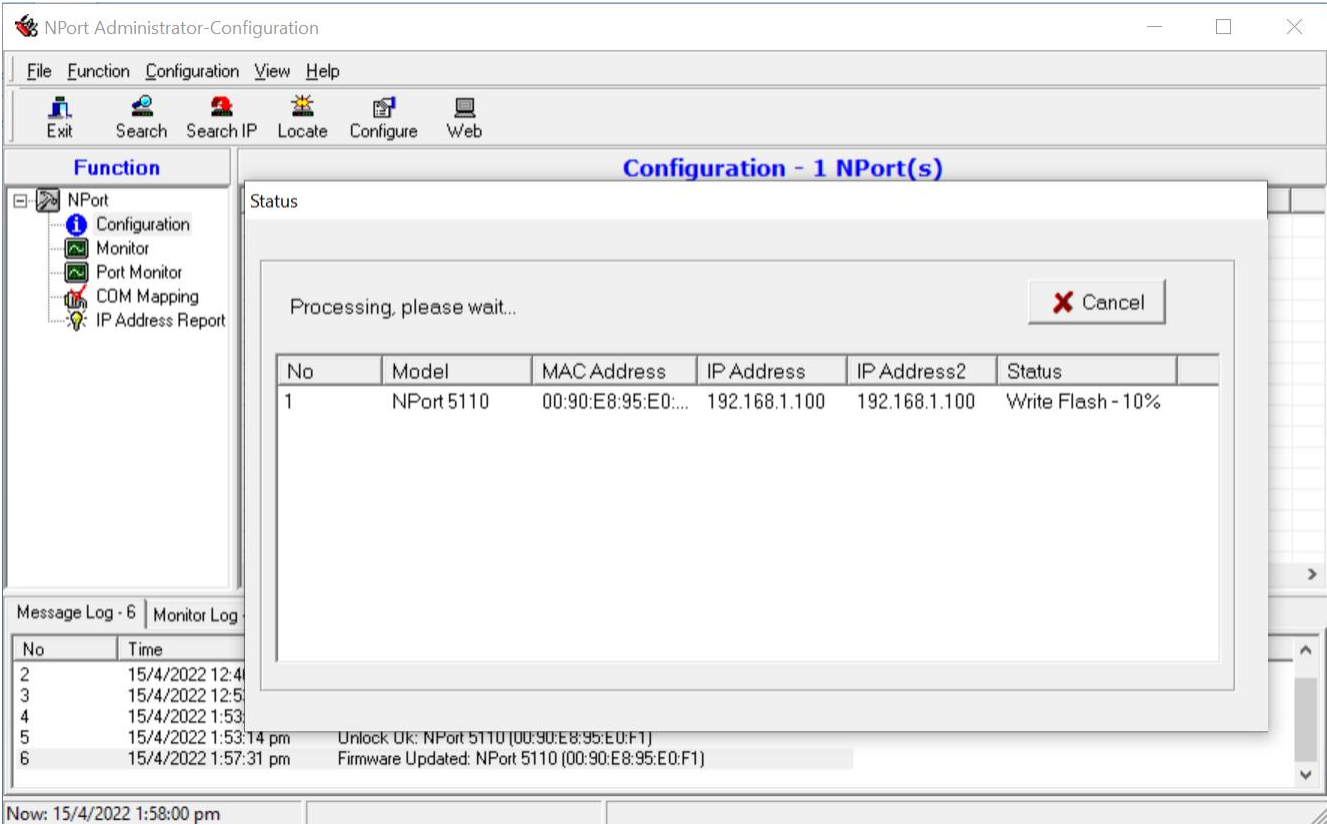 NPort Administrator-Configuration
File Function Configuration View Help
Exit Search Search IP Locate Configure Web
Function
Configuration - 1 NPort(s)
NPort
Configuration
Monitor
Port Monitor
COM Mapping
IP Address Report
Status
Processing, please wait...
Cancel
No Model MAC Address IP Address IP Address2 Status
1 NPort 5110 00:90:E8:95:E0:... 192.168.1.100 192.168.1.100 Write Flash - 10%
Message Log - 6 Monitor Log -
No Time
2 15/4/2022 12:4
3 15/4/2022 12:5
4 15/4/2022 1:53:
5 15/4/2022 1:53:14 pm Unlock Ok: NPort 5110 (00:90:E8:95:E0:F1)
6 15/4/2022 1:57:31 pm Firmware Updated: NPort 5110 (00:90:E8:95:E0:F1)
Now: 15/4/2022 1:58:00 pm